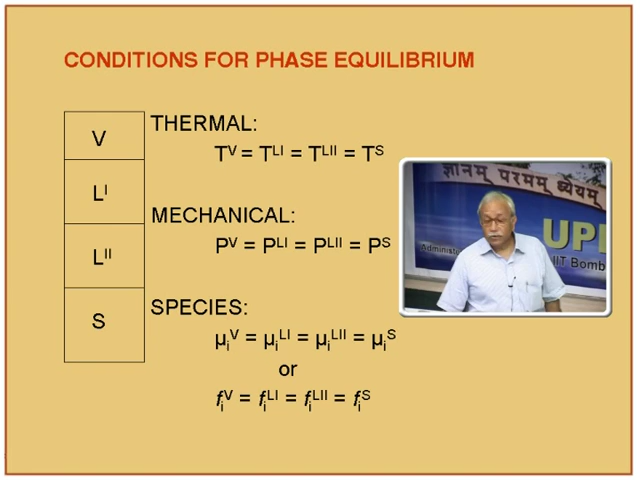 CONDITIONS FOR PHASE EQUILIBRIUM
V
L^I
L^II
S
THERMAL:
T^V = T^LI = T^LII = T^S
MECHANICAL:
P^V = P^LI = P^LII = P^S
SPECIES:
µ_i^V = µ_i^LI = µ_i^LII = µ_i^S
or
f_i^V = f_i^LI = f_i^LII = f_i^S
ज्ञानम् परमम् ध्येयम्
UP
Administ
IIT Bomb